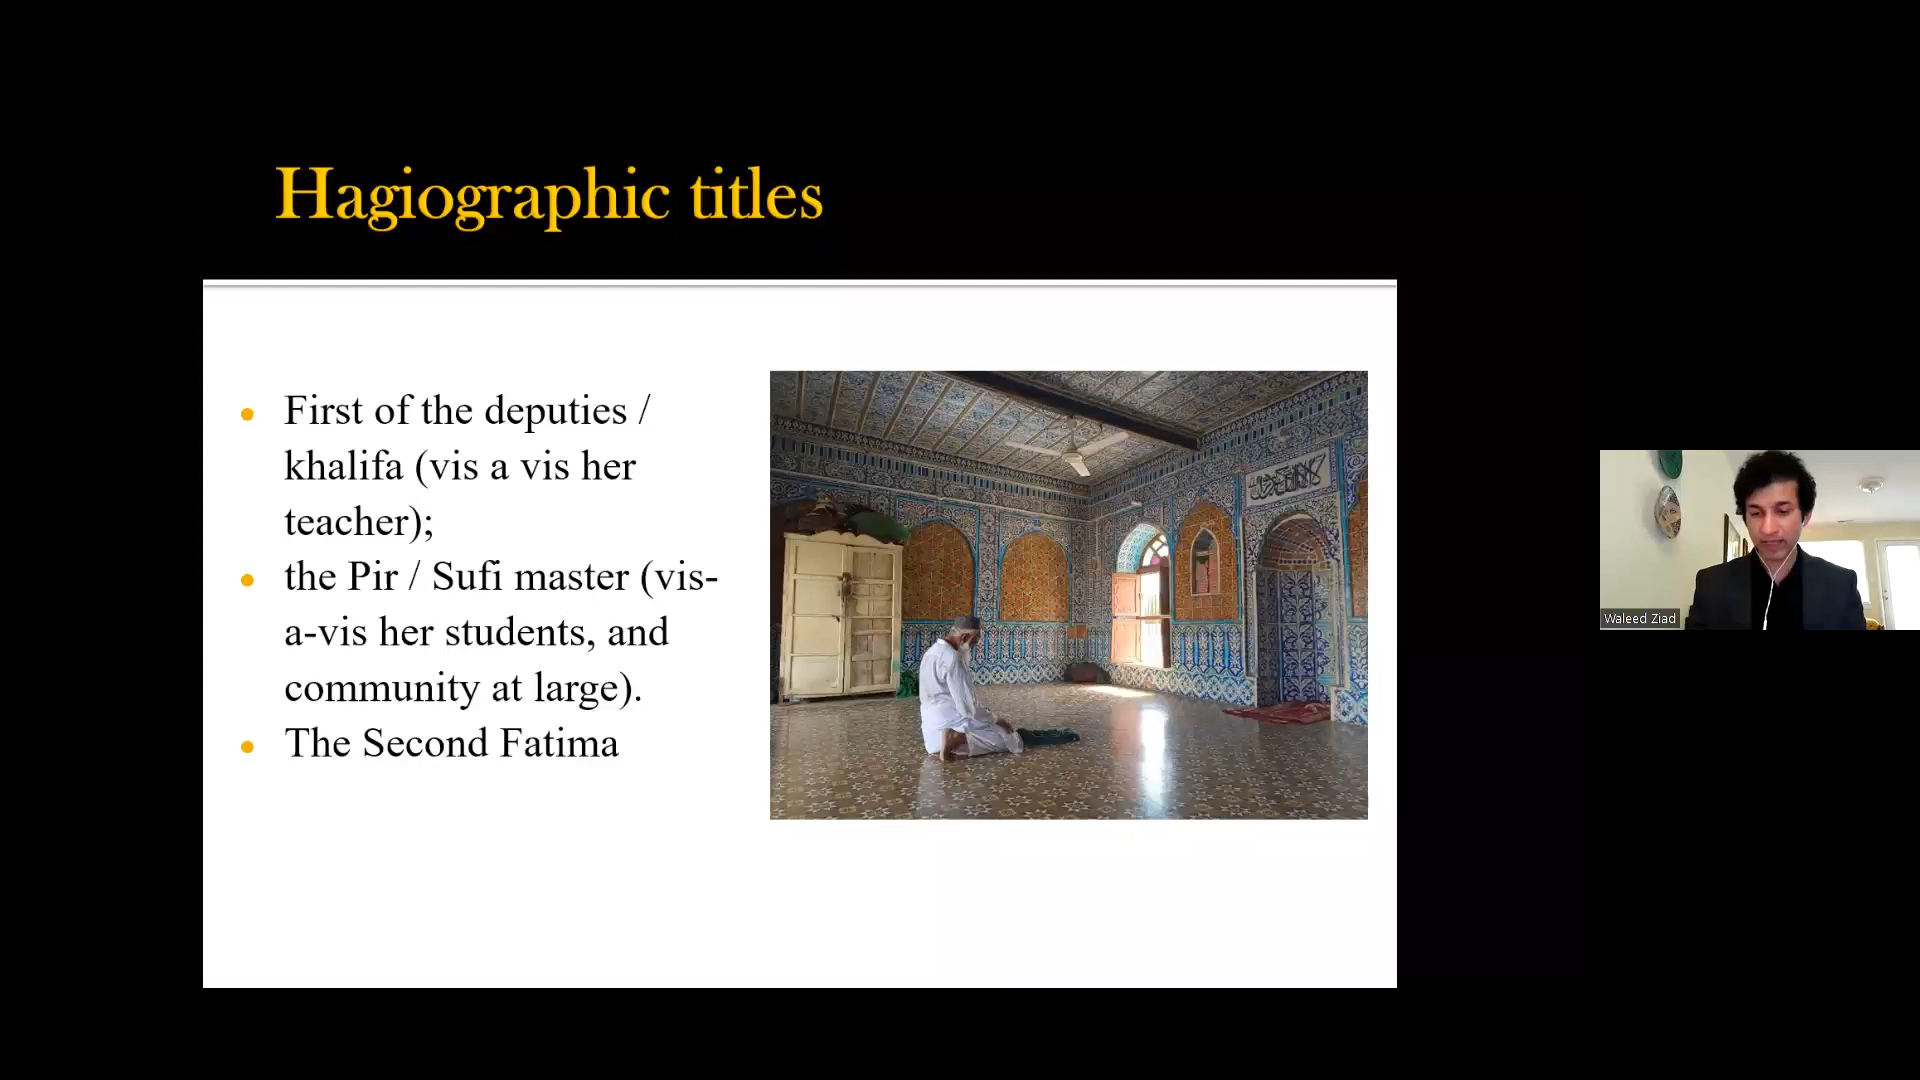 Hagiographic titles
First of the deputies /
khalifa (vis a vis her
teacher);
the Pir / Sufi master (vis-
a-vis her students, and
community at large).
The Second Fatima
Waleed Ziad